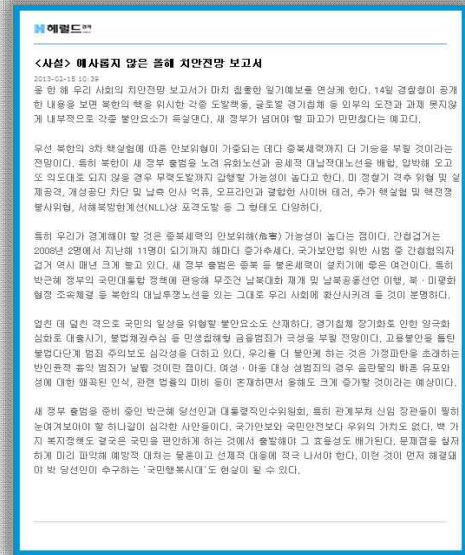 헤럴드경제
<사설> 예사롭지 않은 올해 치안전망 보고서
2013-02-15 10:39
올 한 해 우리 사회의 치안전망 보고서가 마치 침울한 일기예보를 연상케 한다. 14일 경찰청이 공개
한 내용을 보면 북한의 핵을 위시한 각종 도발책동, 글로벌 경기침체 등 외부의 도전과 과제 못지않
게 내부적으로 각종 불안요소가 득실댄다. 새 정부가 넘어야 할 파고가 만만찮다는 예고다.
우선 북한의 3차 핵실험에 따른 안보위협이 가중되는 데다 종북세력까지 더 기승을 부릴 것이라는
전망이다. 특히 북한이 새 정부 출범을 노려 유화노선과 공세적 대남적대노선을 배합, 압박해 오고
또 의도대로 되지 않을 경우 무력도발까지 감행할 가능성이 높다고 한다. 미 정찰기 격추 위협 및 실
제공격, 개성공단 차단 및 남측 인사 억류, 오프라인과 결합한 사이버 테러, 추가 핵실험 및 핵전쟁
불사위협, 서해북방한계선(NLL)상 포격도발 등 그 형태도 다양하다.
특히 우리가 경계해야 할 것은 종북세력의 안보위해(危害) 가능성이 높다는 점이다. 간첩검거는
2008년 2명에서 지난해 11명이 되기까지 해마다 증가추세다. 국가보안법 위반 사범 중 간첩혐의자
검거 역시 매년 크게 늘고 있다. 새 정부 출범은 종북 등 불온세력이 설치기에 좋은 여건이다. 특히
박근혜 정부의 국민대통합 정책에 편승해 무조건 남북대화 재개 및 남북공동선언 이행, 북·미평화
협정 조속체결 등 북한의 대남투쟁노선을 있는 그대로 우리 사회에 확산시키려 들 것이 분명하다.
엎친 데 덮친 격으로 국민의 일상을 위협할 불안요소도 산재하다. 경기침체 장기화로 인한 양극화
심화로 대출사기, 불법채권추심 등 민생침해형 금융범죄가 극성을 부릴 전망이다. 고용불안을 틈탄
불법다단계 범죄 주의보도 심각성을 더하고 있다. 우리를 더 불안케 하는 것은 가정파탄을 초래하는
반인륜적 흉악 범죄가 날뛸 것이란 점이다. 여성·아동 대상 성범죄의 경우 음란물의 빠른 유포와
성에 대한 왜곡된 인식, 관련 법률의 미비 등이 존재하면서 올해도 크게 증가할 것이라는 예상이다.
새 정부 출범을 준비 중인 박근혜 당선인과 대통령직인수위원회, 특히 관계부처 신임 장관들이 필히
눈여겨보아야 할 하나같이 심각한 사안들이다. 국가안보와 국민안전보다 우위의 가치도 없다. 백 가
지 복지정책도 결국은 국민을 편안하게 하는 것에서 출발해야 그 효용성도 배가된다. 문제점을 철저
하게 미리 파악해 예방적 대처는 물론이고 선제적 대응에 적극 나서야 한다. 이런 것이 먼저 해결돼
야 박 당선인이 추구하는 '국민행복시대'도 현실이 될 수 있다.